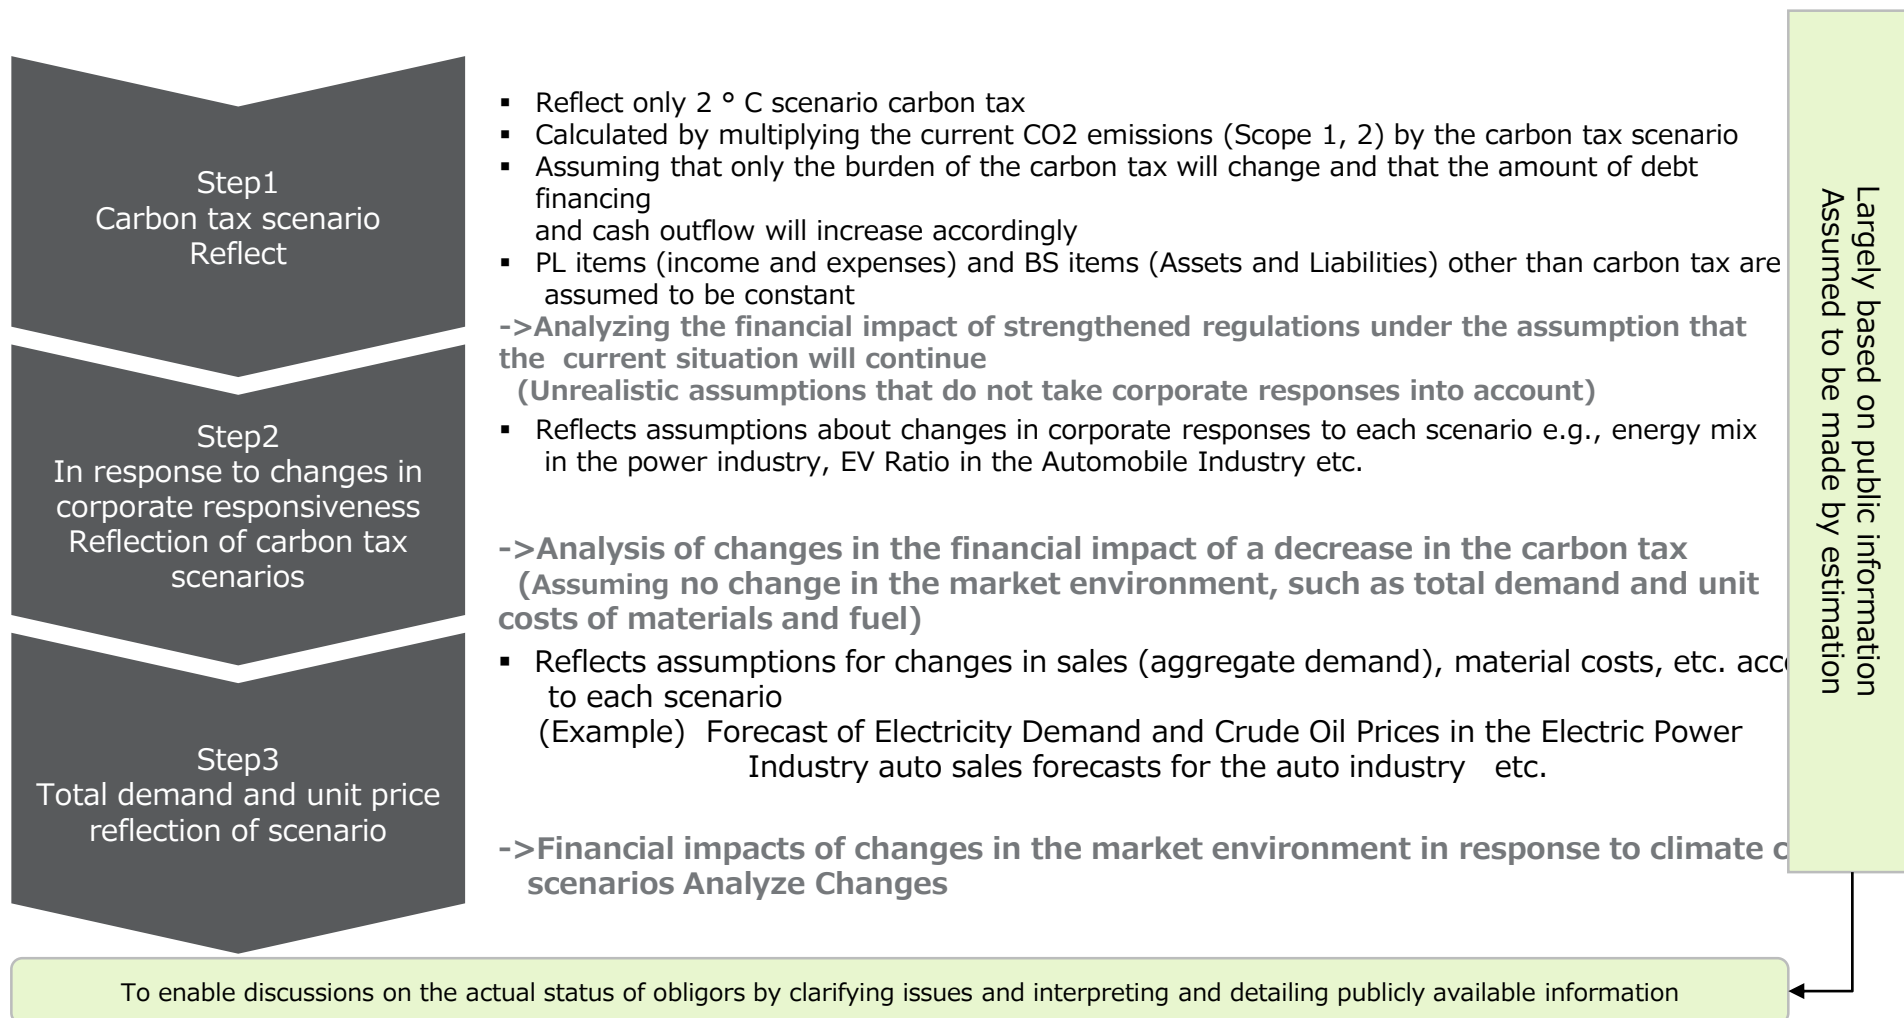 Step1
Carbon tax scenario
Reflect
▪ Reflect only 2 ° C scenario carbon tax
▪ Calculated by multiplying the current CO2 emissions (Scope 1, 2) by the carbon tax scenario
▪ Assuming that only the burden of the carbon tax will change and that the amount of debt
financing
and cash outflow will increase accordingly
▪ PL items (income and expenses) and BS items (Assets and Liabilities) other than carbon tax are
assumed to be constant
->Analyzing the financial impact of strengthened regulations under the assumption that
the current situation will continue
(Unrealistic assumptions that do not take corporate responses into account)
Step2
In response to changes in
corporate responsiveness
Reflection of carbon tax
scenarios
▪ Reflects assumptions about changes in corporate responses to each scenario e.g., energy mix
in the power industry, EV Ratio in the Automobile Industry etc.
->Analysis of changes in the financial impact of a decrease in the carbon tax
(Assuming no change in the market environment, such as total demand and unit
costs of materials and fuel)
Step3
Total demand and unit price
reflection of scenario
▪ Reflects assumptions for changes in sales (aggregate demand), material costs, etc.
to each scenario
(Example) Forecast of Electricity Demand and Crude Oil Prices in the Electric Power
Industry auto sales forecasts for the auto industry etc.
->Financial impacts of changes in the market environment in response to climate
scenarios Analyze Changes
Largely based on public information
Assumed to be made by estimation
To enable discussions on the actual status of obligors by clarifying issues and interpreting and detailing publicly available information